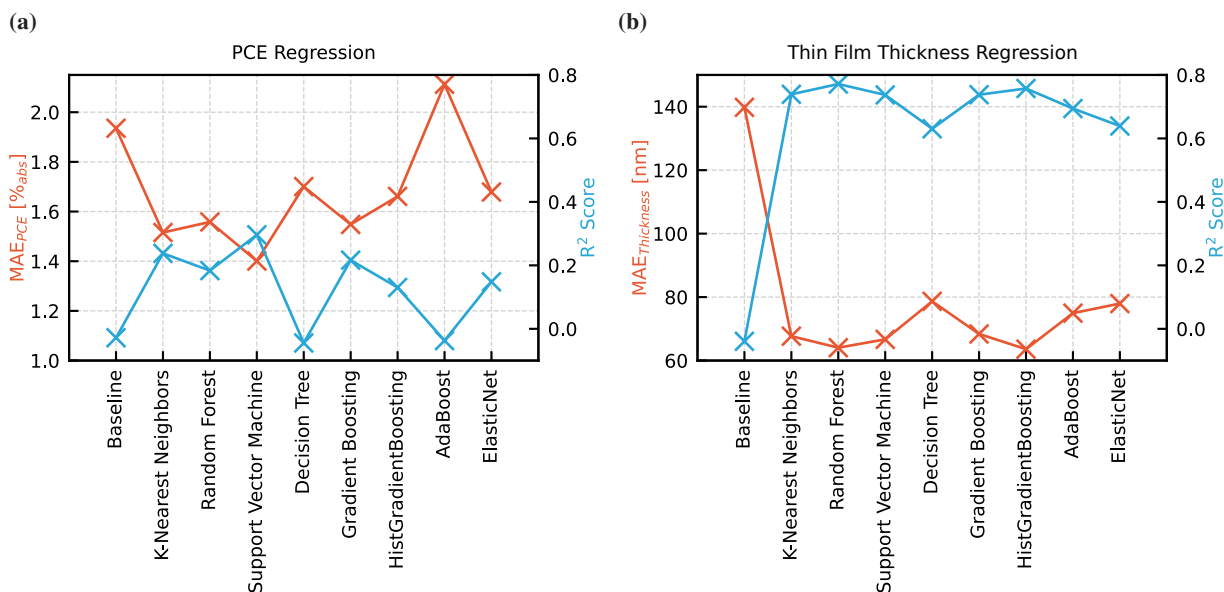 (a)
PCE Regression
MAE_PCE [%_abs]
2.0
1.8
1.6
1.4
1.2
1.0
0.8
0.6
0.4
0.2
0.0
R² Score
Baseline
K-Nearest Neighbors
Random Forest
Support Vector Machine
Decision Tree
Gradient Boosting
HistGradientBoosting
AdaBoost
ElasticNet
(b)
Thin Film Thickness Regression
MAE_Thickness [nm]
140
120
100
80
60
0.8
0.6
0.4
0.2
0.0
R² Score
Baseline
K-Nearest Neighbors
Random Forest
Support Vector Machine
Decision Tree
Gradient Boosting
HistGradientBoosting
AdaBoost
ElasticNet